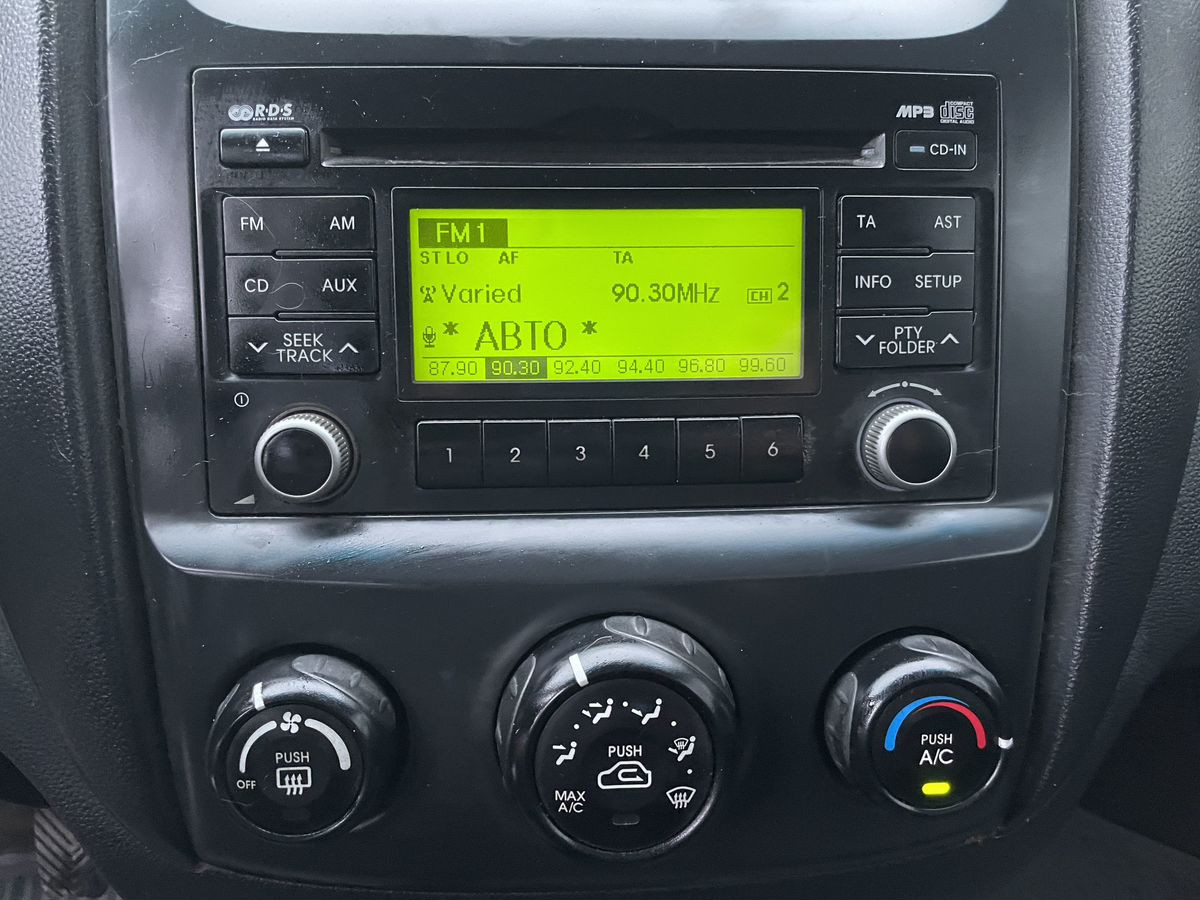 R·D·S
RADIO DATA SYSTEM
MP3
COMPACT
disc
DIGITAL AUDIO
CD-IN
FM AM
TA AST
CD AUX
INFO SETUP
SEEK
TRACK
PTY
FOLDER
FM1
ST LO AF TA
Varied 90.30MHz CH 2
* АВТО *
87.90 90.30 92.40 94.40 96.80 99.60
1 2 3 4 5 6
OFF
PUSH
PUSH
MAX
A/C
PUSH
A/C